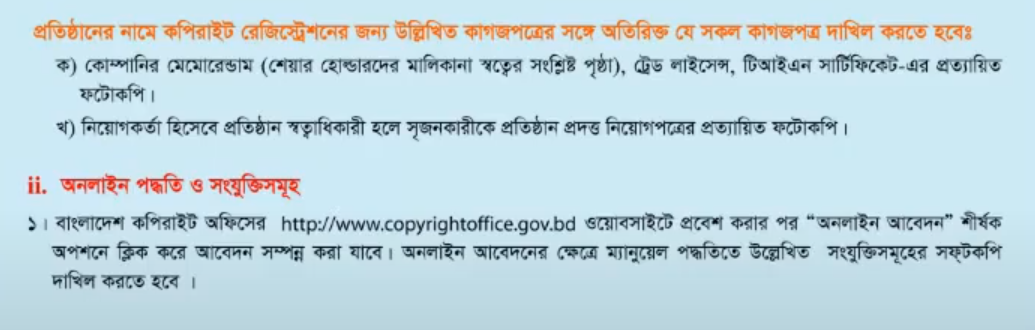 প্রতিষ্ঠানের নামে কপিরাইট রেজিস্ট্রেশনের জন্য উল্লিখিত কাগজপত্রের সঙ্গে অতিরিক্ত যে সকল কাগজপত্র দাখিল করতে হবেঃ
ক) কোম্পানির মেমোরেন্ডাম (শেয়ার হোল্ডারদের মালিকানা স্বত্বের সংশ্লিষ্ট পৃষ্ঠা), ট্রেড লাইসেন্স, টিআইএন সার্টিফিকেট-এর প্রত্যায়িত
ফটোকপি।
খ) নিয়োগকর্তা হিসেবে প্রতিষ্ঠান স্বত্বাধিকারী হলে সৃজনকারীকে প্রতিষ্ঠান প্রদত্ত নিয়োগপত্রের প্রত্যায়িত ফটোকপি।
ii. অনলাইন পদ্ধতি ও সংযুক্তিসমূহ
১। বাংলাদেশ কপিরাইট অফিসের http://www.copyrightoffice.gov.bd ওয়োবসাইটে প্রবেশ করার পর “অনলাইন আবেদন” শীর্ষক
অপশনে ক্লিক করে আবেদন সম্পন্ন করা যাবে। অনলাইন আবেদনের ক্ষেত্রে ম্যানুয়েল পদ্ধতিতে উল্লেখিত সংযুক্তিসমূহের সফ্‌টকপি
দাখিল করতে হবে ।